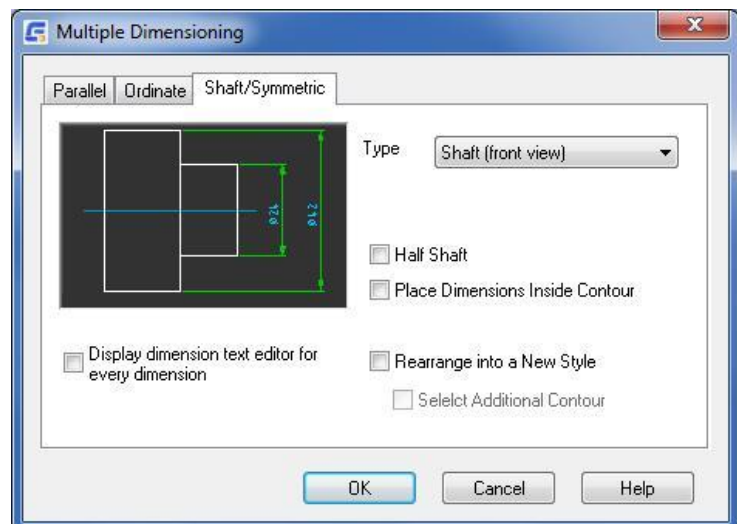 Multiple Dimensioning
Parallel
Ordinate
Shaft/Symmetric
Type
Shaft (front view)
ø24
ø42
Half Shaft
Place Dimensions Inside Contour
Display dimension text editor for
every dimension
Rearrange into a New Style
Selelct Additional Contour
OK
Cancel
Help